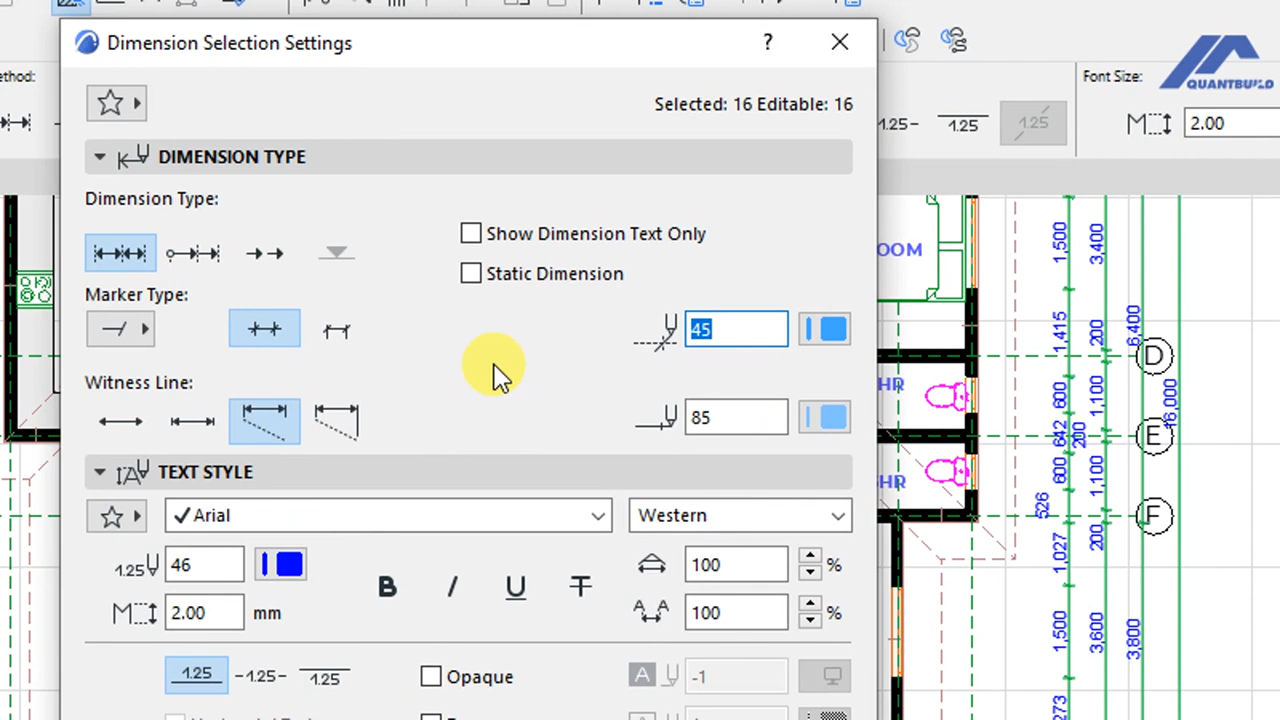 Dimension Selection Settings
?
Selected: 16 Editable: 16
DIMENSION TYPE
Dimension Type:
Show Dimension Text Only
Static Dimension
Marker Type:
45
Witness Line:
85
TEXT STYLE
Arial
Western
1.25
46
100
%
B I U T
M
2.00
mm
A A
100
%
1.25
-1.25-
1.25
Opaque
A
-1
ethod:
Font Size:
QUANTBUILD
1.25-
1.25
1.25
M
2.00
OOM
HR
HR
1,500
3,400
1,415
200
6,400
D
600
1,100
16,000
642
200
E
600
1,100
526
F
1,027
200
1,500
3,600
3,800
273